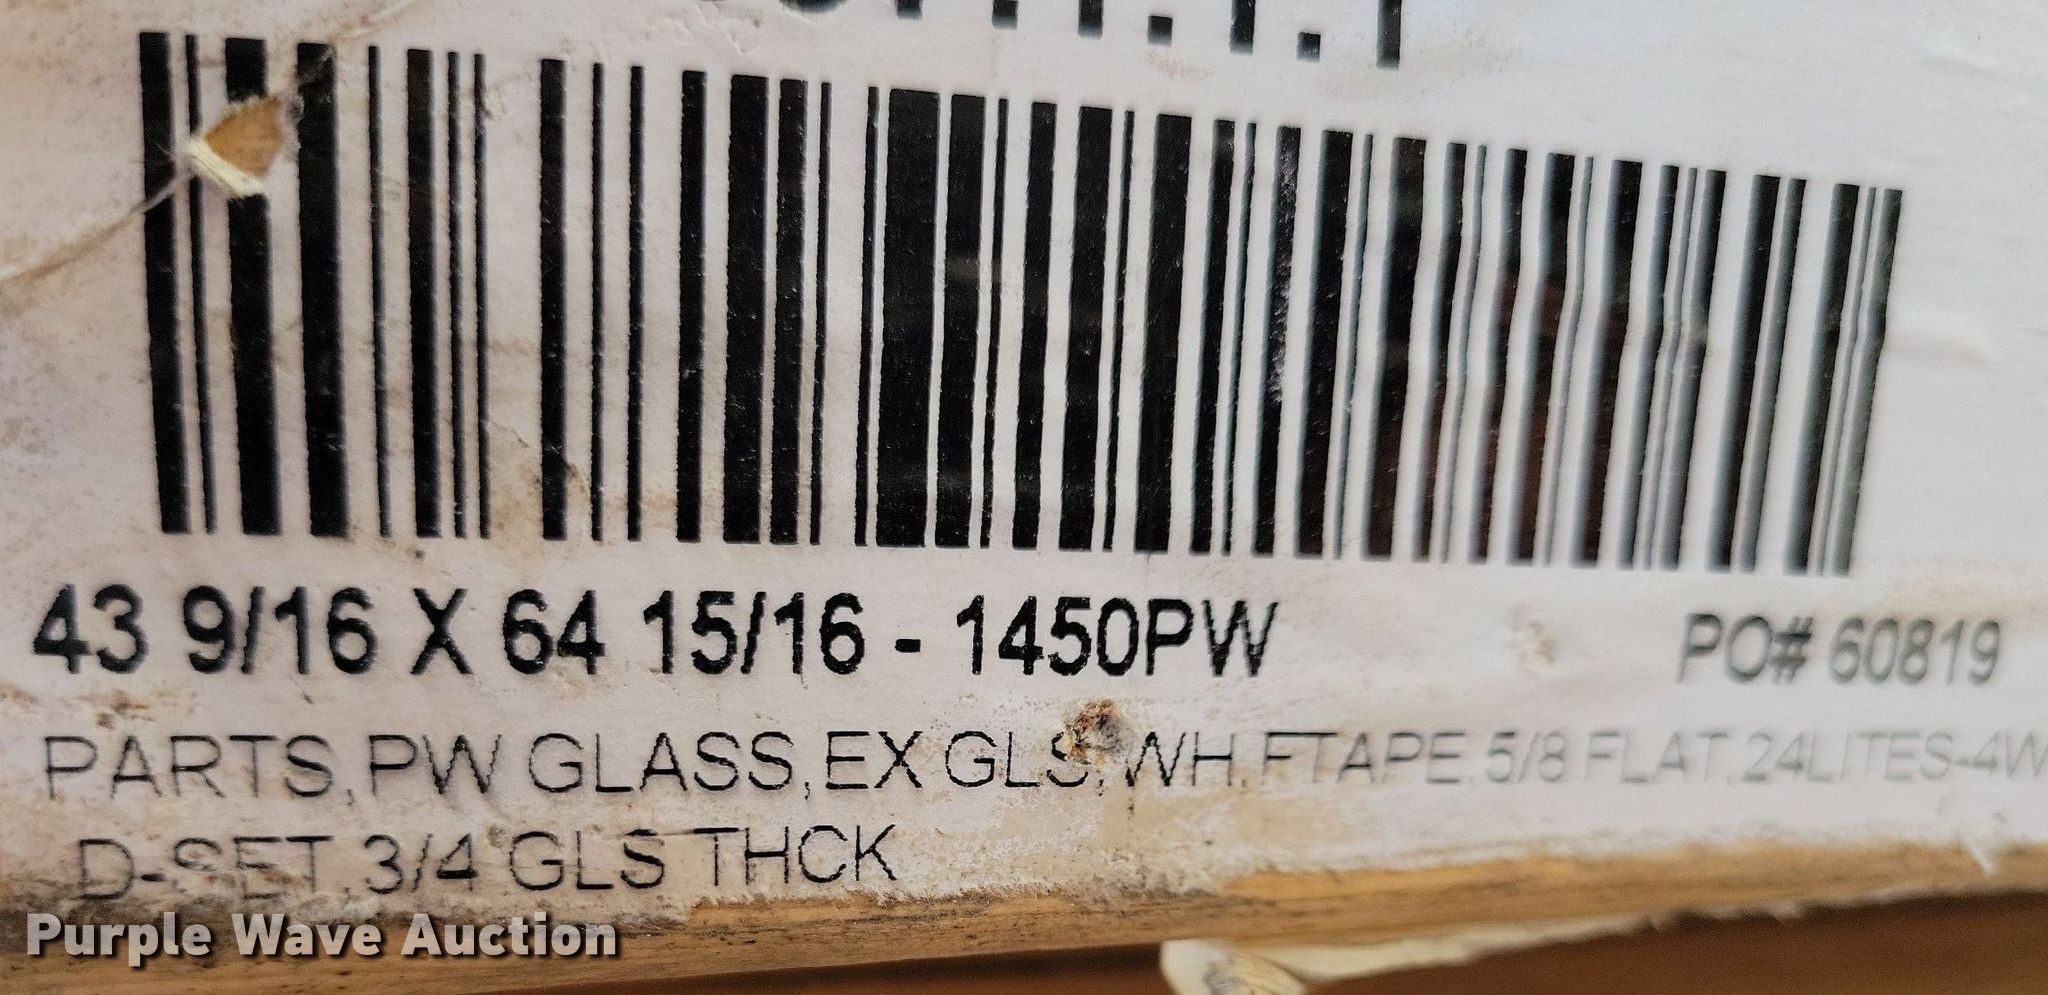 43 9/16 X 64 15/16 - 1450PW PO# 60819
PARTS,PW GLASS,EX GLS,WH,FTAPE,5/8 FLAT,24LITES-4W
D-SET,3/4 GLS THCK
Purple Wave Auction